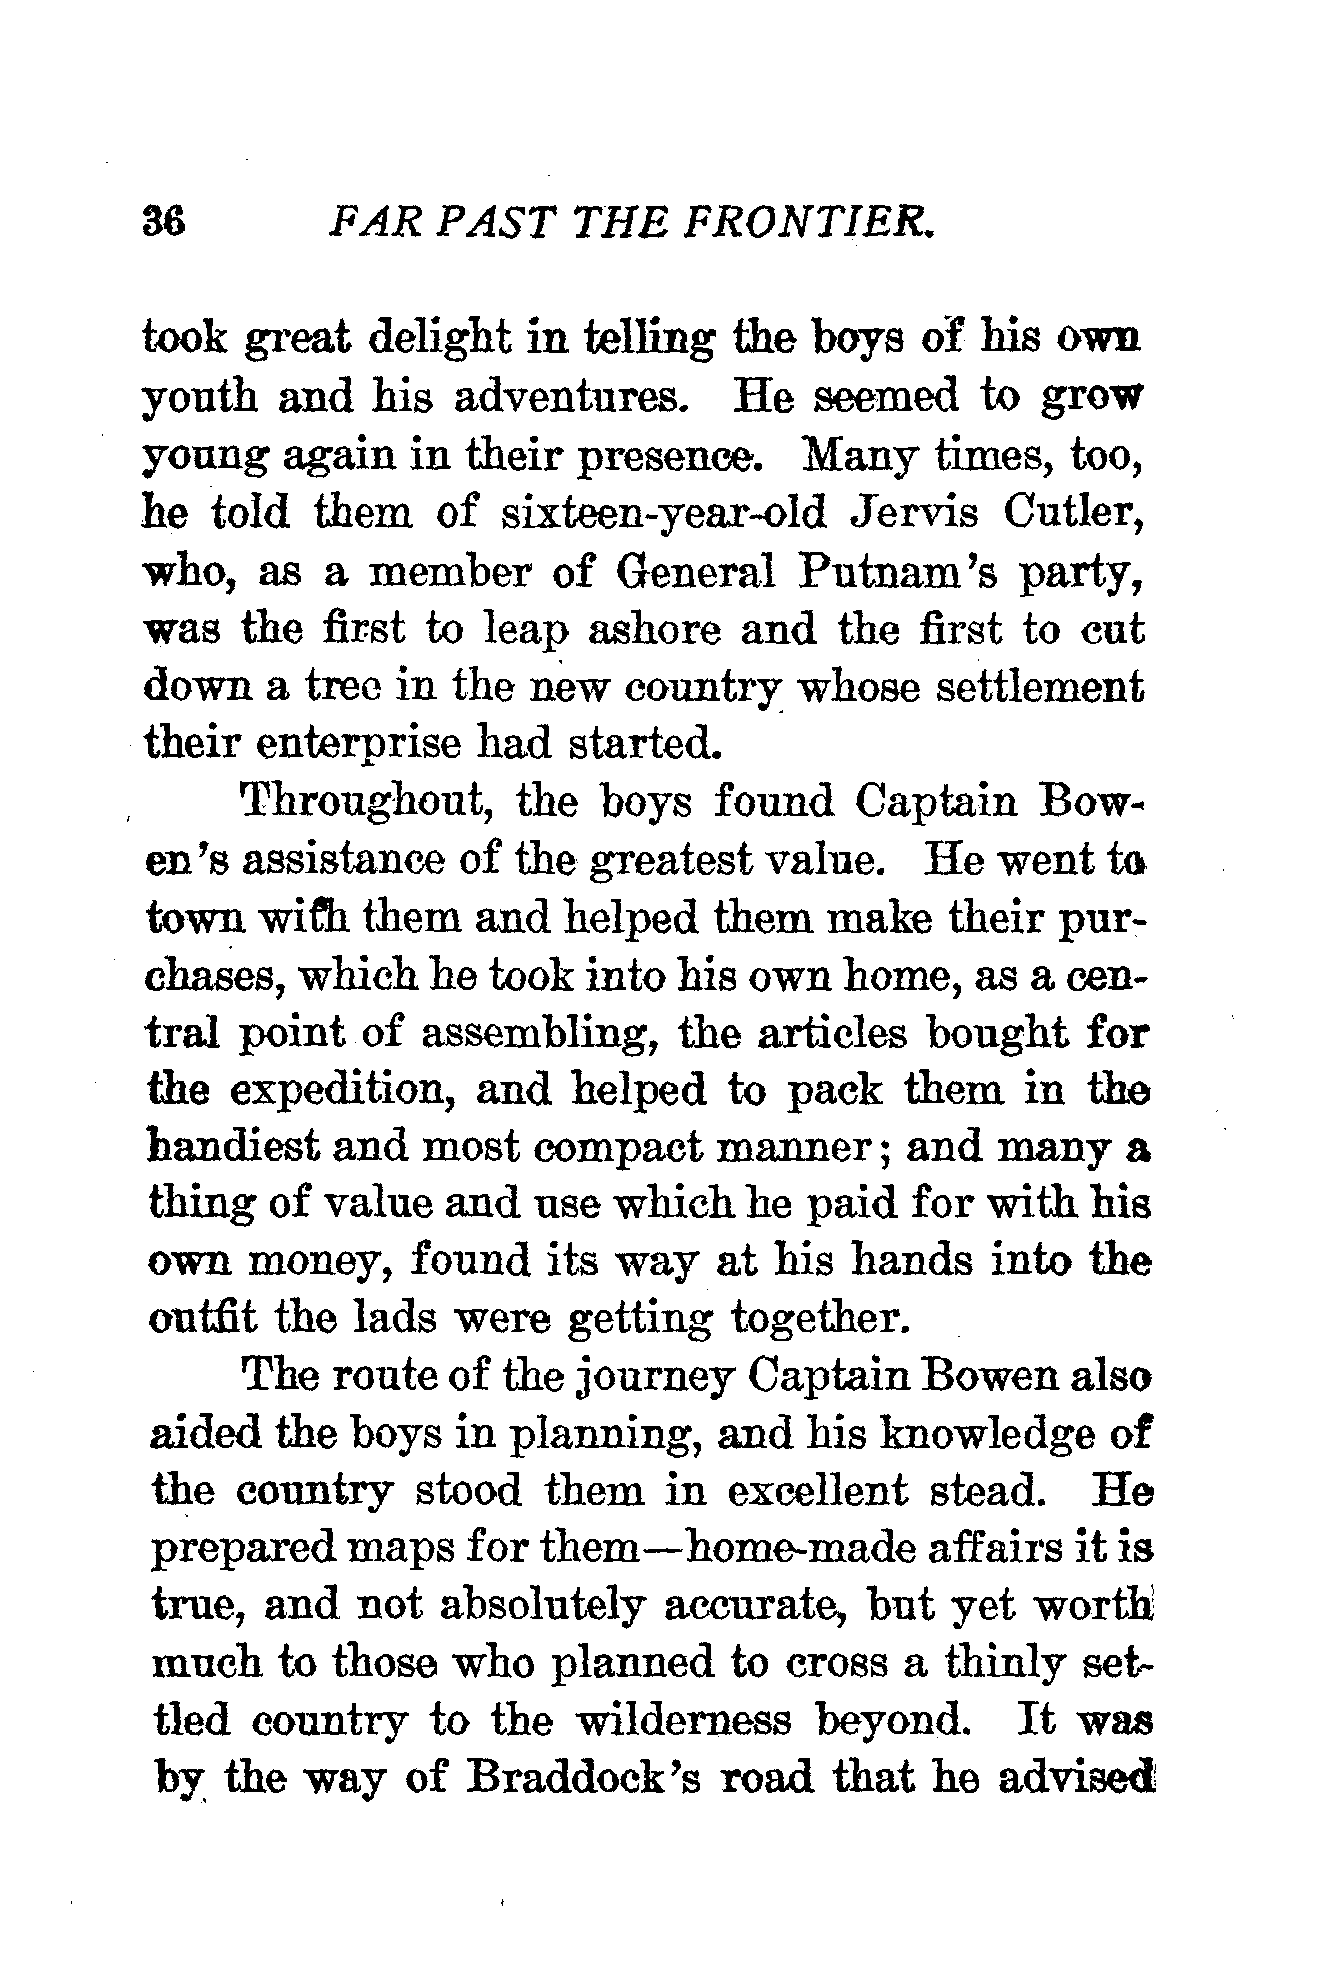 36 FAR PAST THE FRONTIER.
took great delight in telling the boys of his own
youth and his adventures. He seemed to grow
young again in their presence. Many times, too,
he told them of sixteen-year-old Jervis Cutler,
who, as a member of General Putnam's party,
was the first to leap ashore and the first to cut
down a tree in the new country whose settlement
their enterprise had started.
Throughout, the boys found Captain Bow-
en's assistance of the greatest value. He went to
town with them and helped them make their pur-
chases, which he took into his own home, as a cen-
tral point of assembling, the articles bought for
the expedition, and helped to pack them in the
handiest and most compact manner; and many a
thing of value and use which he paid for with his
own money, found its way at his hands into the
outfit the lads were getting together.
The route of the journey Captain Bowen also
aided the boys in planning, and his knowledge of
the country stood them in excellent stead. He
prepared maps for them—home-made affairs it is
true, and not absolutely accurate, but yet worth
much to those who planned to cross a thinly set-
tled country to the wilderness beyond. It was
by the way of Braddock's road that he advised